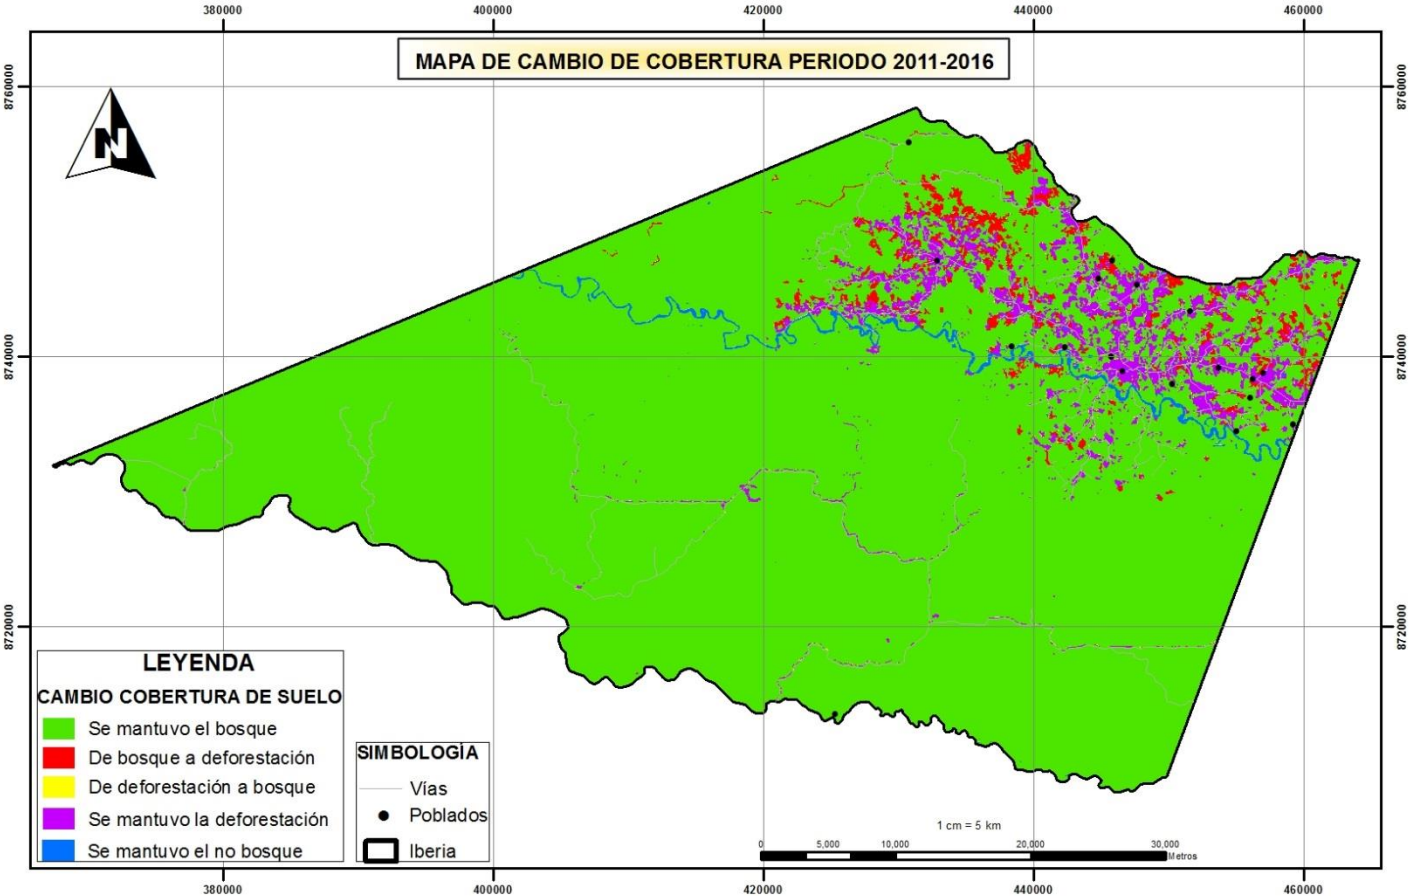 380000 400000 420000 440000 460000
MAPA DE CAMBIO DE COBERTURA PERIODO 2011-2016
8760000 8760000
N
8740000 8740000
8720000 8720000
LEYENDA
CAMBIO COBERTURA DE SUELO
Se mantuvo el bosque
De bosque a deforestación
De deforestación a bosque
Se mantuvo la deforestación
Se mantuvo el no bosque
SIMBOLOGÍA
Vías
Poblados
Iberia
1 cm = 5 km
0 5,000 10,000 20,000 30,000
Metros
380000 400000 420000 440000 460000